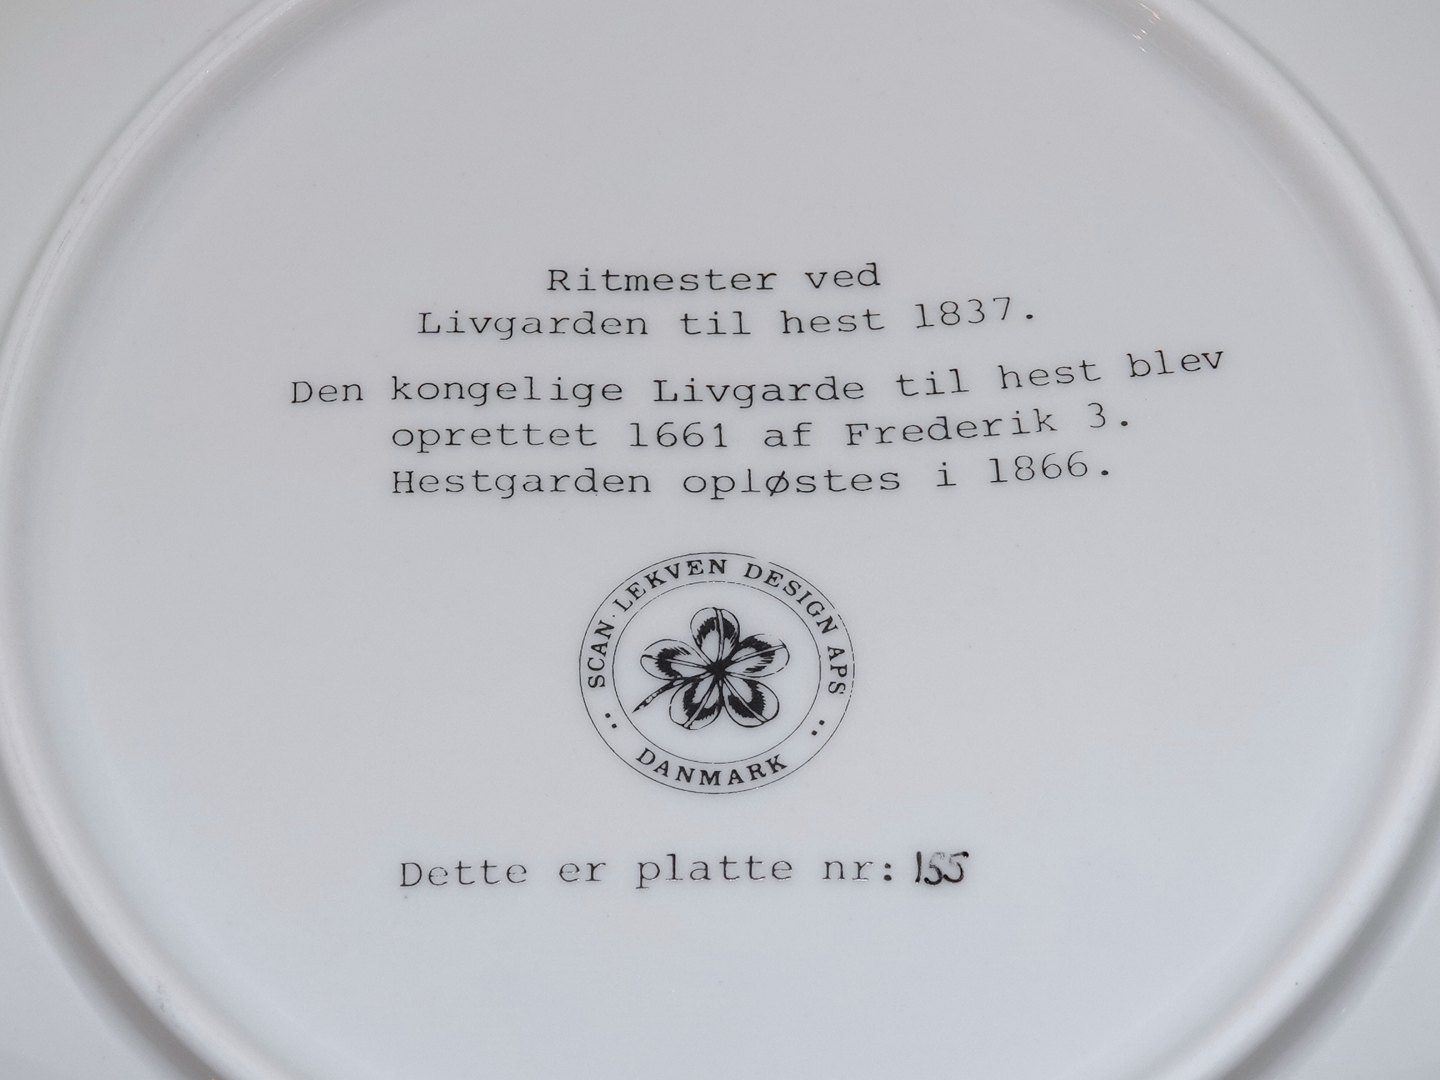 Ritmester ved
Livgarden til hest 1837.
Den kongelige Livgarde til hest blev
oprettet 1661 af Frederik 3.
Hestgarden opløstes i 1866.
SCAN·LEKVEN DESIGN APS
DANMARK
Dette er platte nr: 155